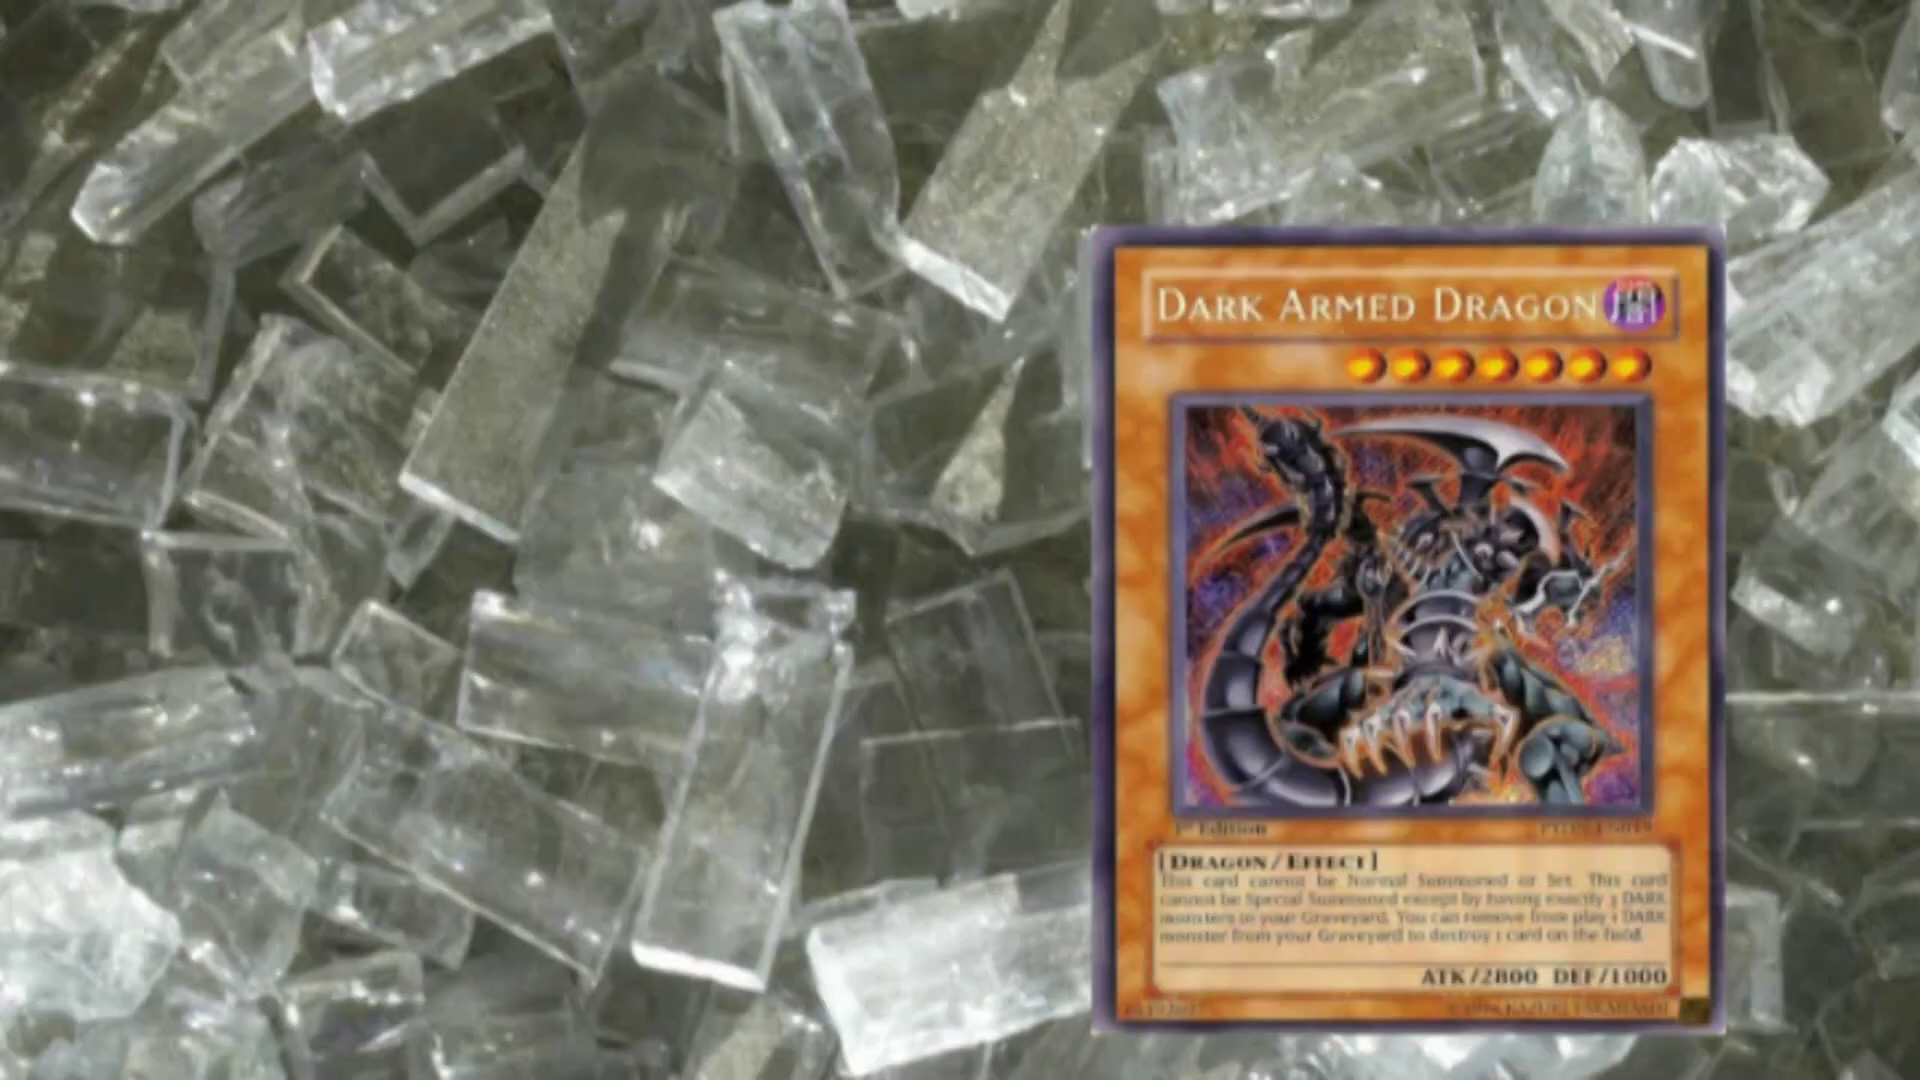 DARK ARMED DRAGON
1st Edition
[DRAGON/EFFECT]
This card cannot be Normal Summoned or Set. This card
cannot be Special Summoned except by having exactly 3 DARK
monsters in your Graveyard. You can remove from play 1 DARK
monster from your Graveyard to destroy 1 card on the field.
ATK/2800 DEF/1000